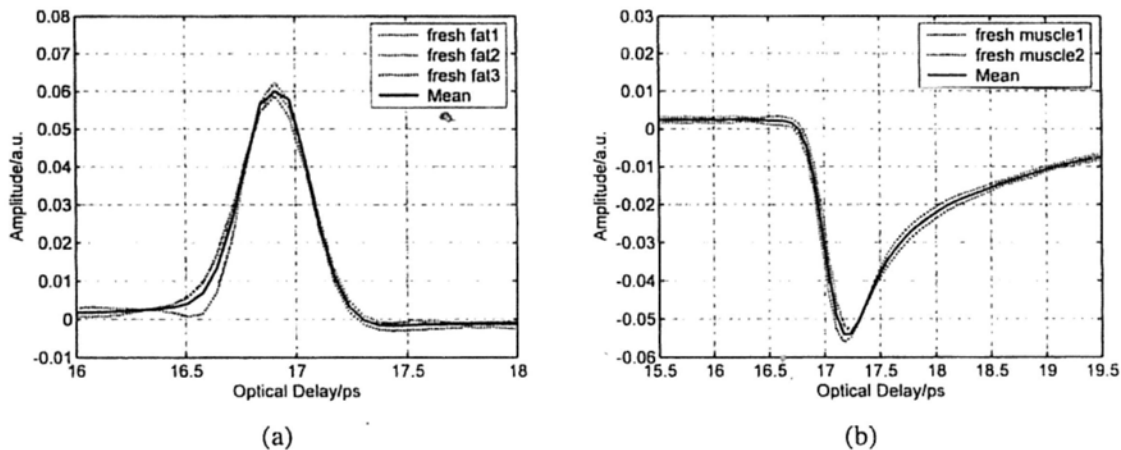 0.08
0.07
0.06
0.05
0.04
0.03
0.02
0.01
0
-0.01
Amplitude/a.u.
fresh fat1
fresh fat2
fresh fat3
Mean
16
16.5
17
17.5
18
Optical Delay/ps
(a)
0.03
0.02
0.01
0
-0.01
-0.02
-0.03
-0.04
-0.05
-0.06
Amplitude/a.u.
fresh muscle1
fresh muscle2
Mean
15.5
16
16.5
17
17.5
18
18.5
19
19.5
Optical Delay/ps
(b)